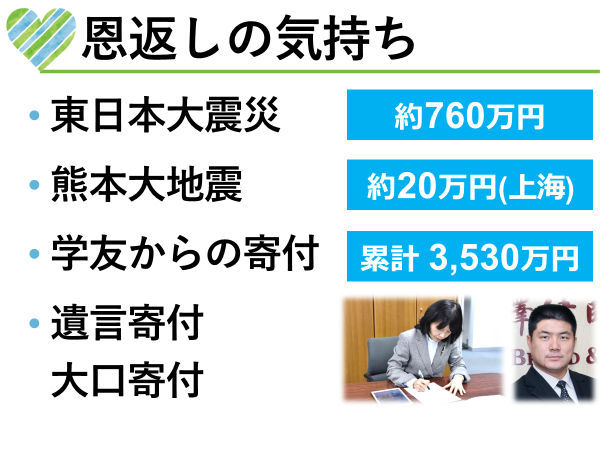 恩返しの気持ち
・東日本大震災 約760万円
・熊本大地震 約20万円(上海)
・学友からの寄付 累計 3,530万円
・遺言寄付
大口寄付